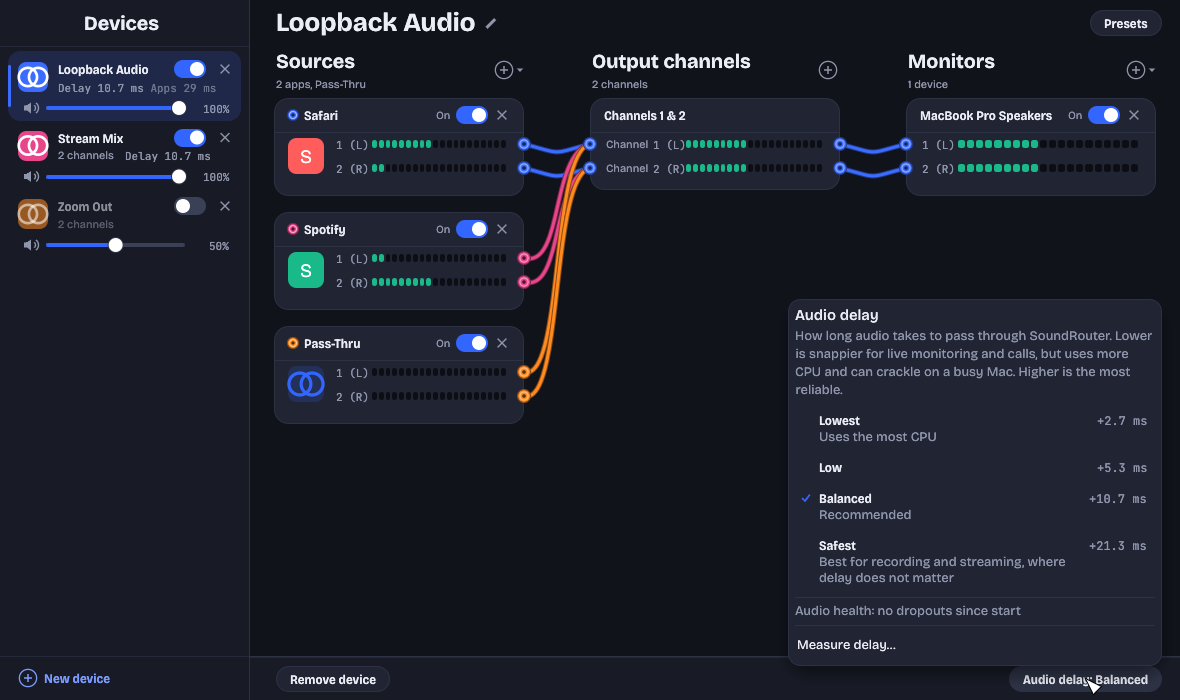 Devices
Loopback Audio
Delay 10.7 ms Apps 29 ms
100%
Stream Mix
2 channels Delay 10.7 ms
100%
Zoom Out
2 channels
50%
New device
Loopback Audio
Presets
Sources
2 apps, Pass-Thru
Safari On
S
1 (L)
2 (R)
Spotify On
S
1 (L)
2 (R)
Pass-Thru On
1 (L)
2 (R)
Output channels
2 channels
Channels 1 & 2
Channel 1 (L)
Channel 2 (R)
Monitors
1 device
MacBook Pro Speakers On
1 (L)
2 (R)
Audio delay
How long audio takes to pass through SoundRouter. Lower
is snappier for live monitoring and calls, but uses more
CPU and can crackle on a busy Mac. Higher is the most
reliable.
Lowest +2.7 ms
Uses the most CPU
Low +5.3 ms
Balanced +10.7 ms
Recommended
Safest +21.3 ms
Best for recording and streaming, where
delay does not matter
Audio health: no dropouts since start
Measure delay...
Remove device
Audio delay: Balanced